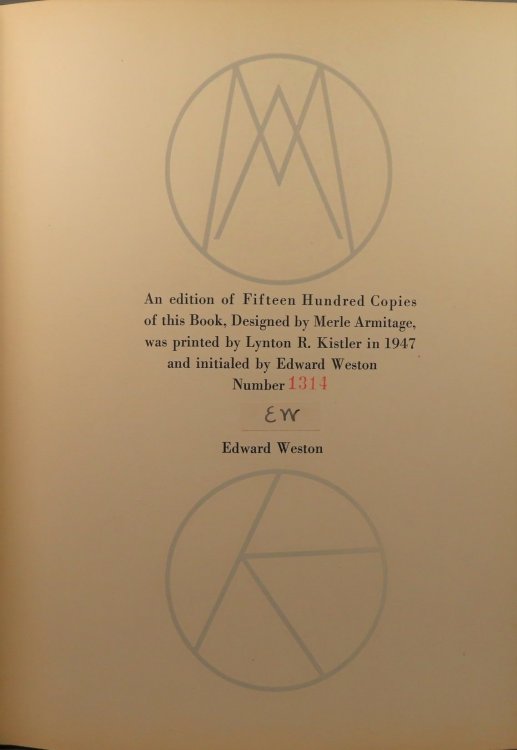 An edition of Fifteen Hundred Copies
of this Book, Designed by Merle Armitage,
was printed by Lynton R. Kistler in 1947
and initialed by Edward Weston
Number 1314
EW
Edward Weston